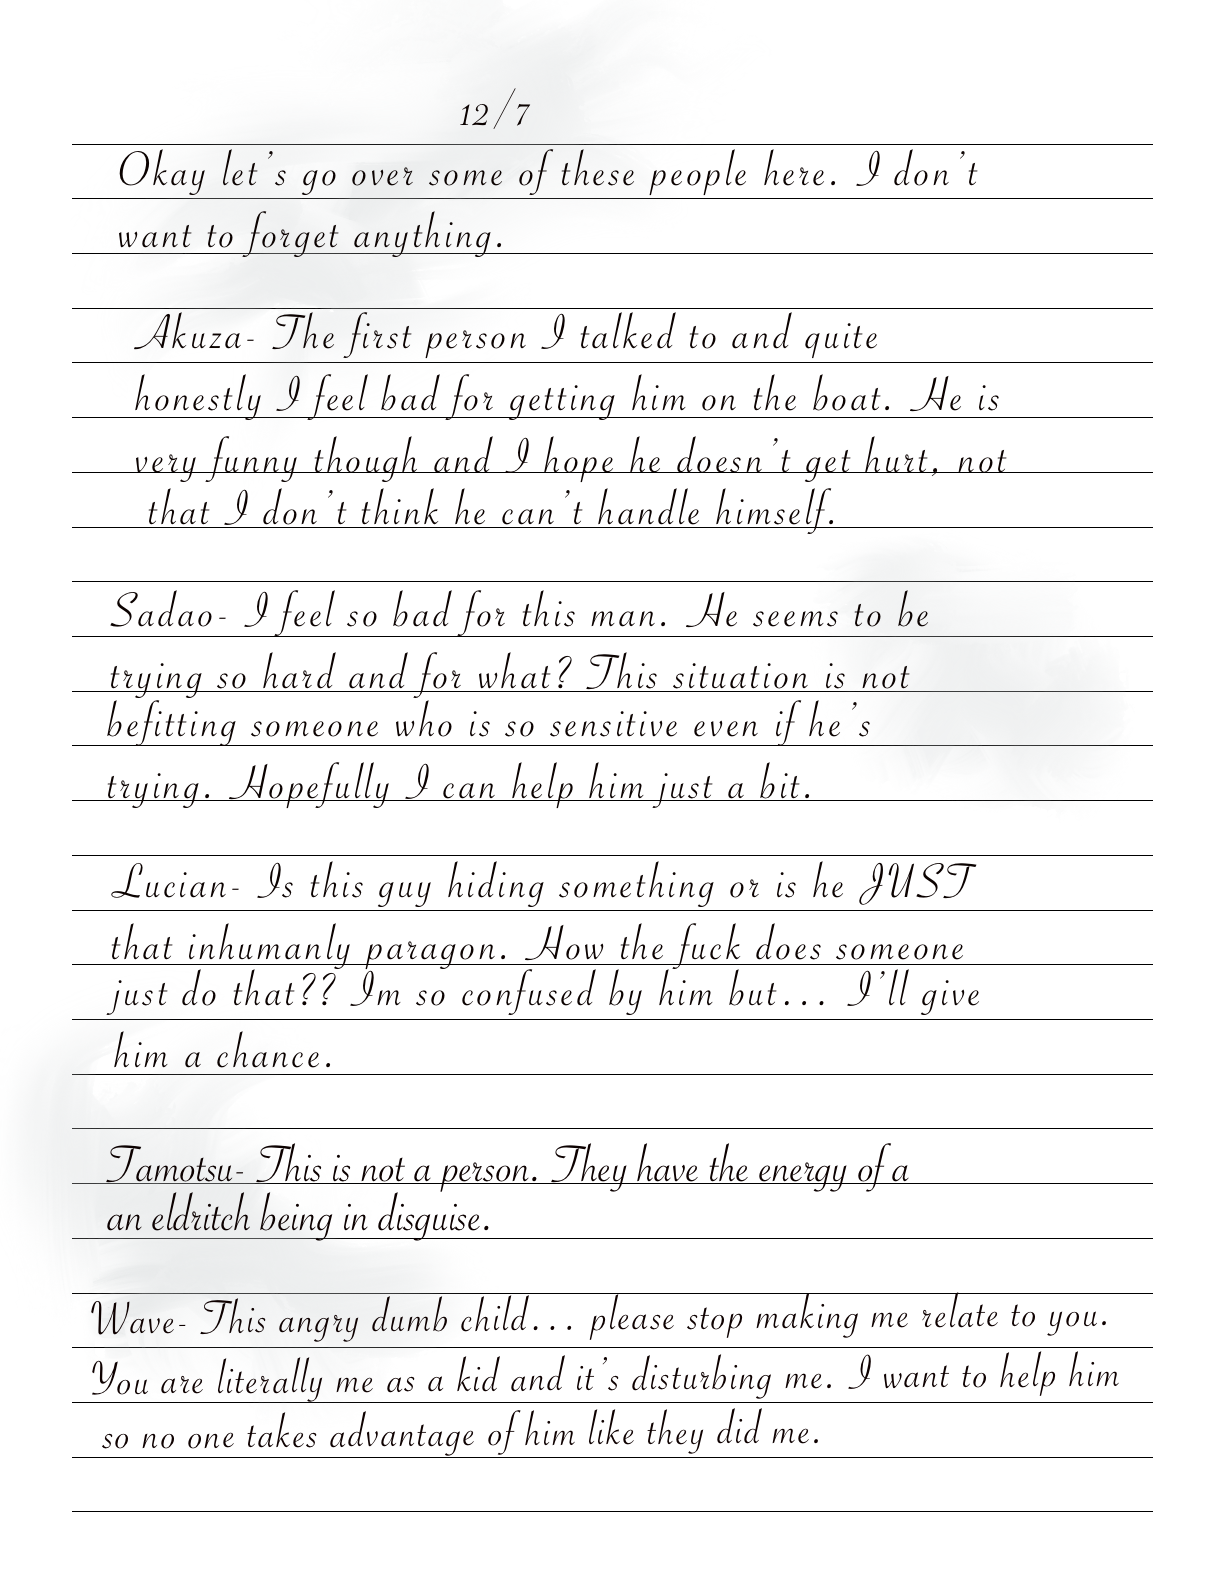 12/7
Okay let's go over some of these people here. I don't
want to forget anything.
Akuza- The first person I talked to and quite
honestly I feel bad for getting him on the boat. He is
very funny though and I hope he doesn't get hurt, not
that I don't think he can't handle himself.
Sadao- I feel so bad for this man. He seems to be
trying so hard and for what? This situation is not
befitting someone who is so sensitive even if he's
trying. Hopefully I can help him just a bit.
Lucian- Is this guy hiding something or is he JUST
that inhumanly paragon. How the fuck does someone
just do that?? Im so confused by him but... I'll give
him a chance.
Tamotsu- This is not a person. They have the energy of a
an eldritch being in disguise.
Wave- This angry dumb child... please stop making me relate to you.
You are literally me as a kid and it's disturbing me. I want to help him
so no one takes advantage of him like they did me.